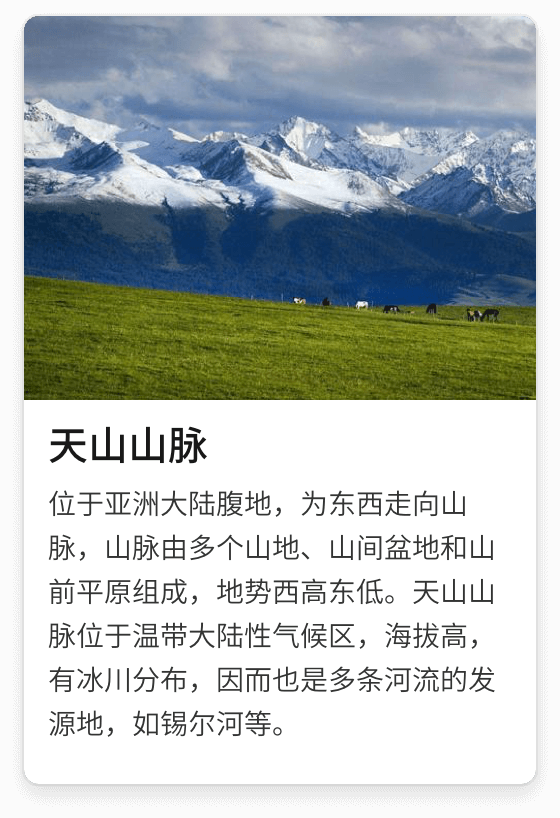 天山山脉
位于亚洲大陆腹地，为东西走向山
脉，山脉由多个山地、山间盆地和山
前平原组成，地势西高东低。天山山
脉位于温带大陆性气候区，海拔高，
有冰川分布，因而也是多条河流的发
源地，如锡尔河等。